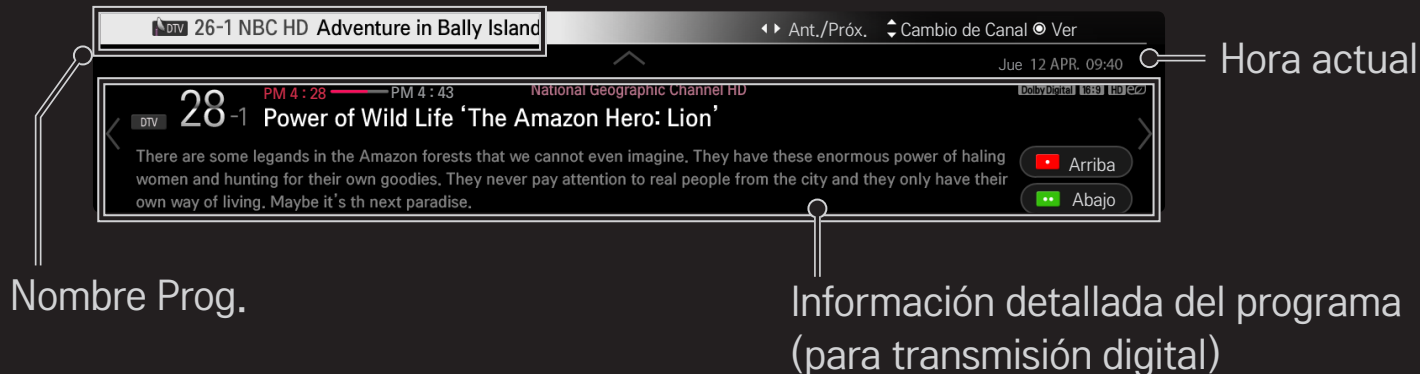 DTV 26-1 NBC HD Adventure in Bally Island
Ant./Próx. Cambio de Canal Ver
Jue 12 APR. 09:40
Hora actual
PM 4 : 28 PM 4 : 43 National Geographic Channel HD Dolby Digital 16:9 HD
DTV 28-1 Power of Wild Life ‘The Amazon Hero: Lion’
There are some legands in the Amazon forests that we cannot even imagine. They have these enormous power of haling
women and hunting for their own goodies. They never pay attention to real people from the city and they only have their
own way of living. Maybe it’s th next paradise.
Arriba
Abajo
Nombre Prog.
Información detallada del programa
(para transmisión digital)